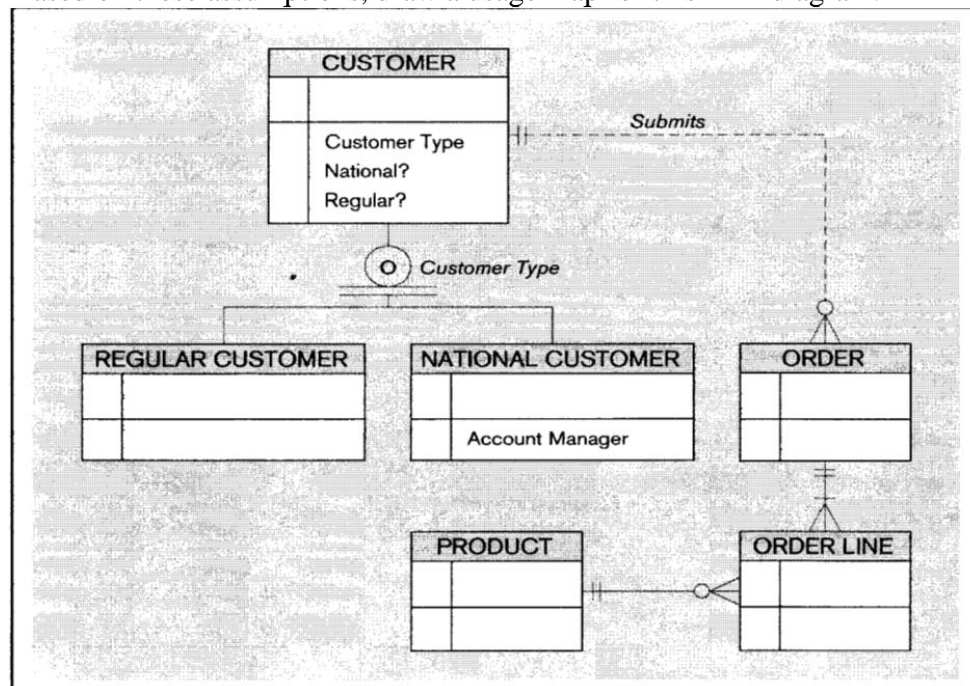 CUSTOMER
Submits
Customer Type
National?
Regular?
O Customer Type
REGULAR CUSTOMER
NATIONAL CUSTOMER
ORDER
Account Manager
PRODUCT
ORDER LINE